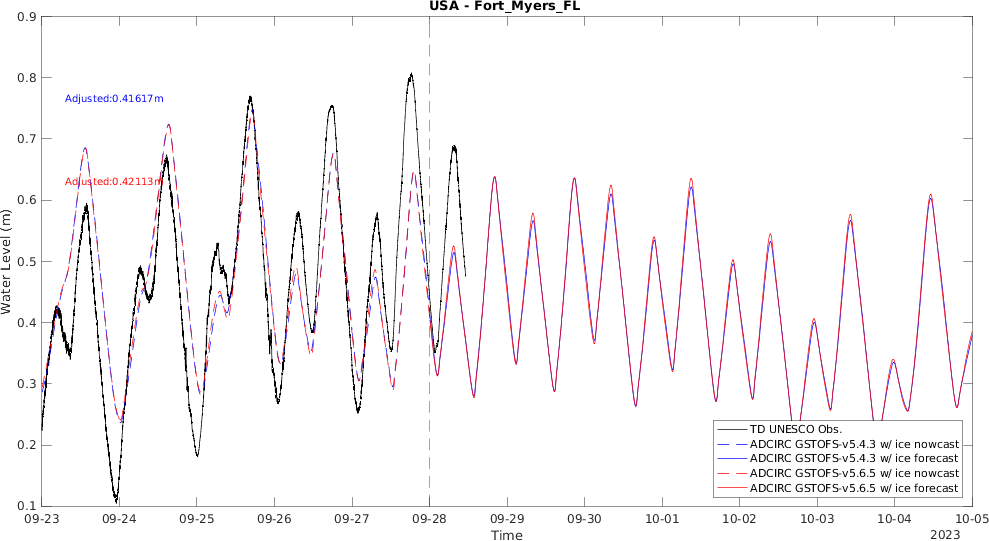 USA - Fort_Myers_FL
0.9
0.8
0.7
0.6
0.5
0.4
0.3
0.2
0.1
Water Level (m)
Adjusted:0.41617m
Adjusted:0.42113m
TD UNESCO Obs.
ADCIRC GSTOFS-v5.4.3 w/ ice nowcast
ADCIRC GSTOFS-v5.4.3 w/ ice forecast
ADCIRC GSTOFS-v5.6.5 w/ ice nowcast
ADCIRC GSTOFS-v5.6.5 w/ ice forecast
09-23 09-24 09-25 09-26 09-27 09-28 09-29 09-30 10-01 10-02 10-03 10-04 10-05
Time
2023